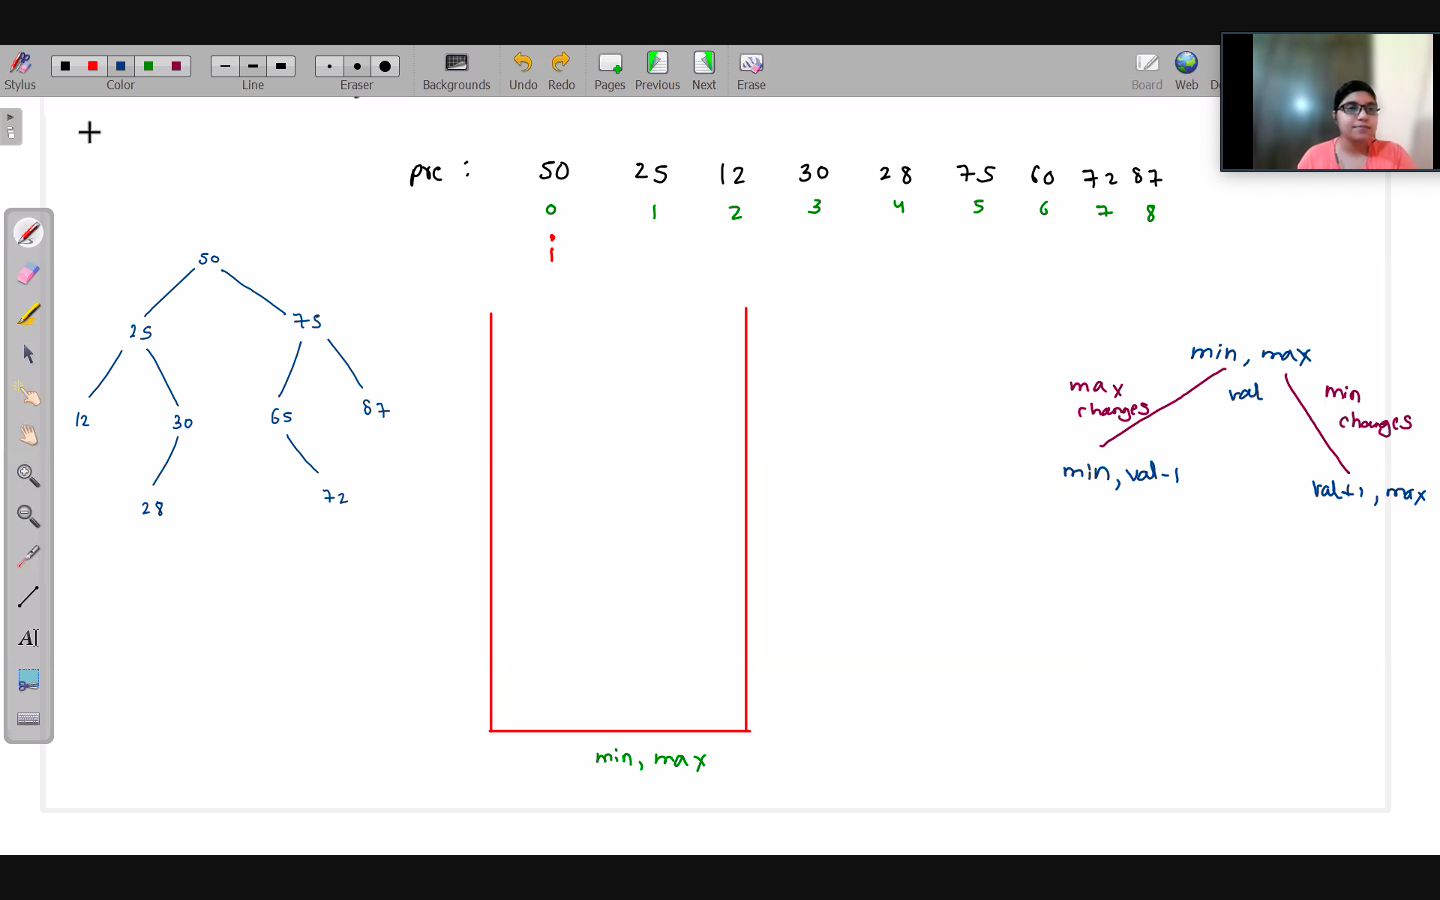 Stylus Color Line Eraser Backgrounds Undo Redo Pages Previous Next Erase Board Web
pre : 50 25 12 30 28 75 60 72 87
0 1 2 3 4 5 6 7 8
i
50
25 75
12 30 65 87
28 72
min, max
val
max changes
min changes
min, val-1
val+1, max
min, max
AI